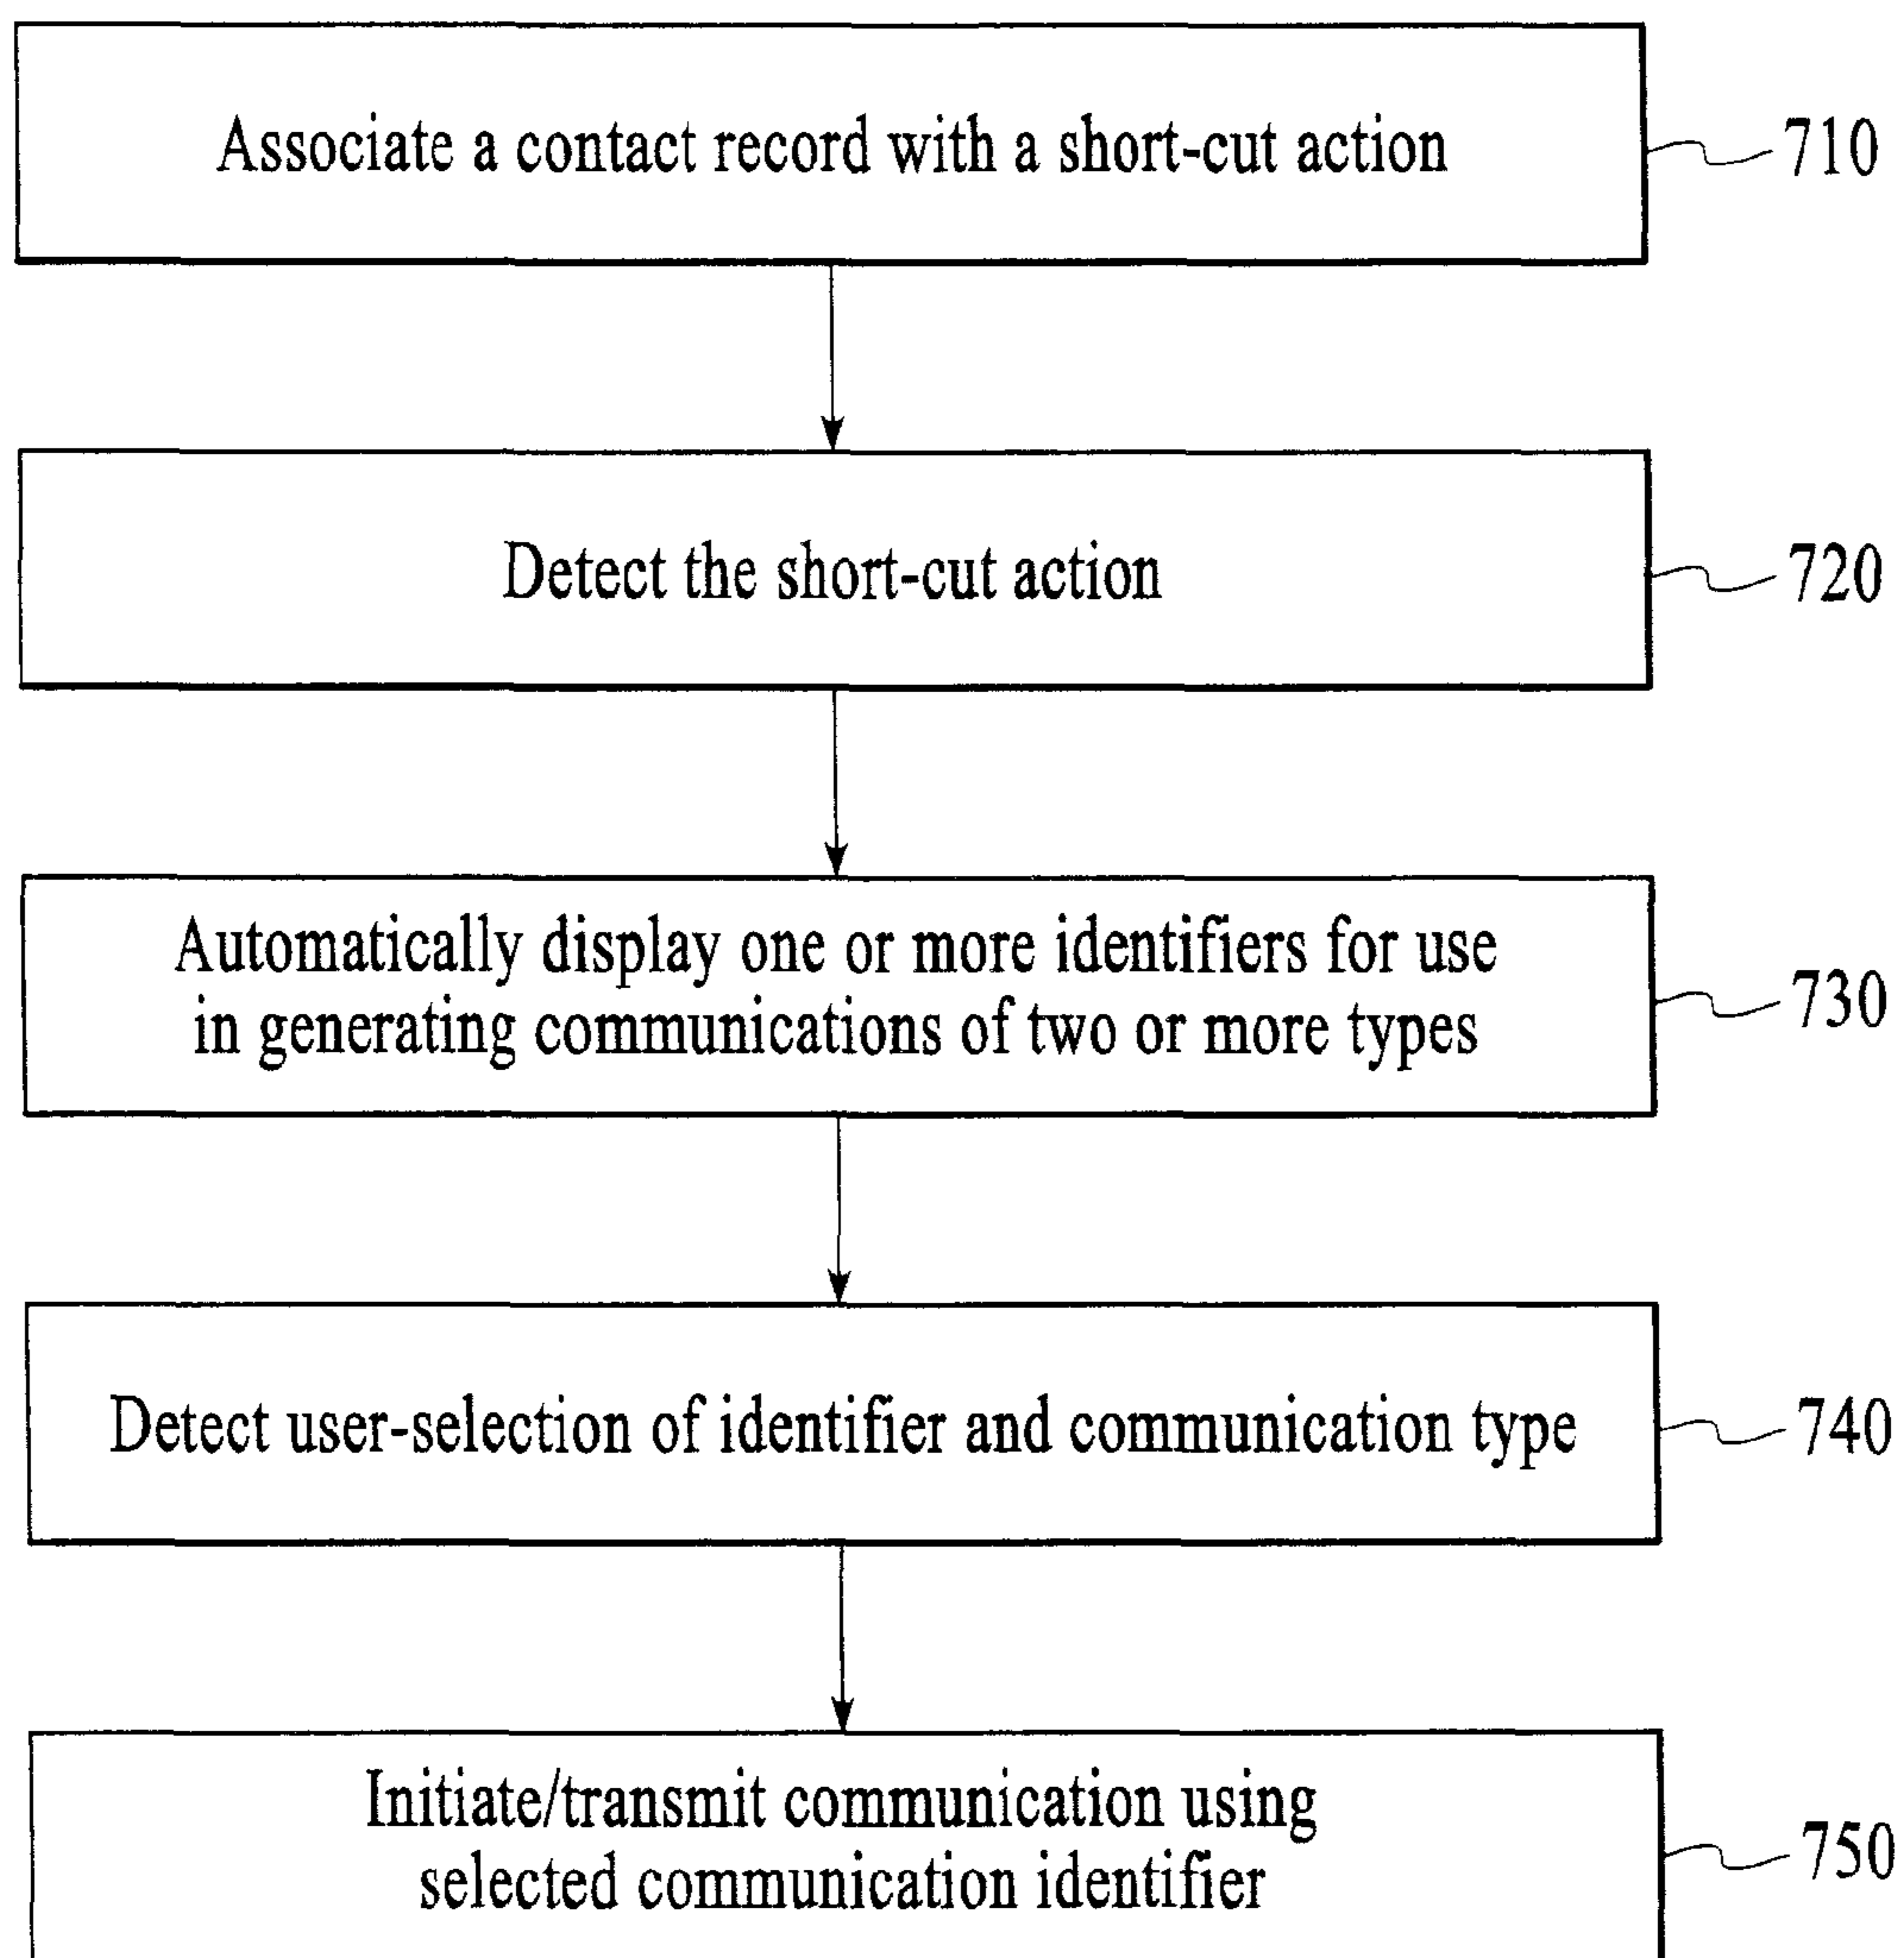 Associate a contact record with a short-cut action
710
Detect the short-cut action
720
Automatically display one or more identifiers for use
in generating communications of two or more types
730
Detect user-selection of identifier and communication type
740
Initiate/transmit communication using
selected communication identifier
750